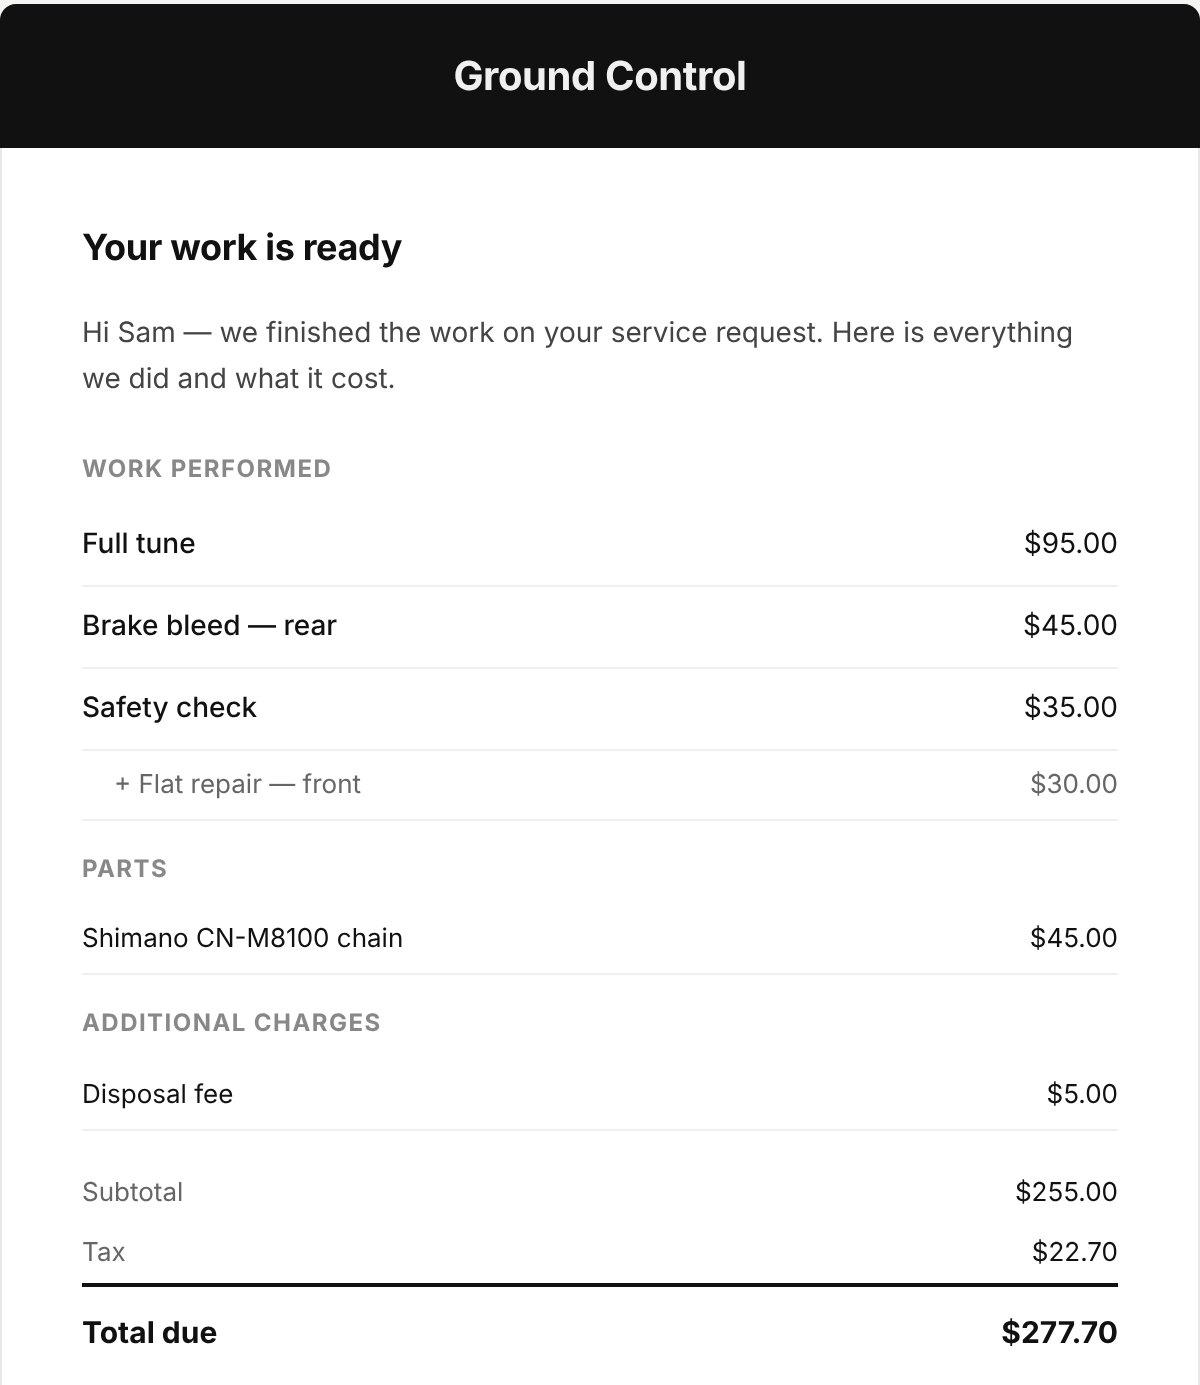 Ground Control
Your work is ready
Hi Sam — we finished the work on your service request. Here is everything
we did and what it cost.
WORK PERFORMED
Full tune $95.00
Brake bleed — rear $45.00
Safety check $35.00
+ Flat repair — front $30.00
PARTS
Shimano CN-M8100 chain $45.00
ADDITIONAL CHARGES
Disposal fee $5.00
Subtotal $255.00
Tax $22.70
Total due $277.70